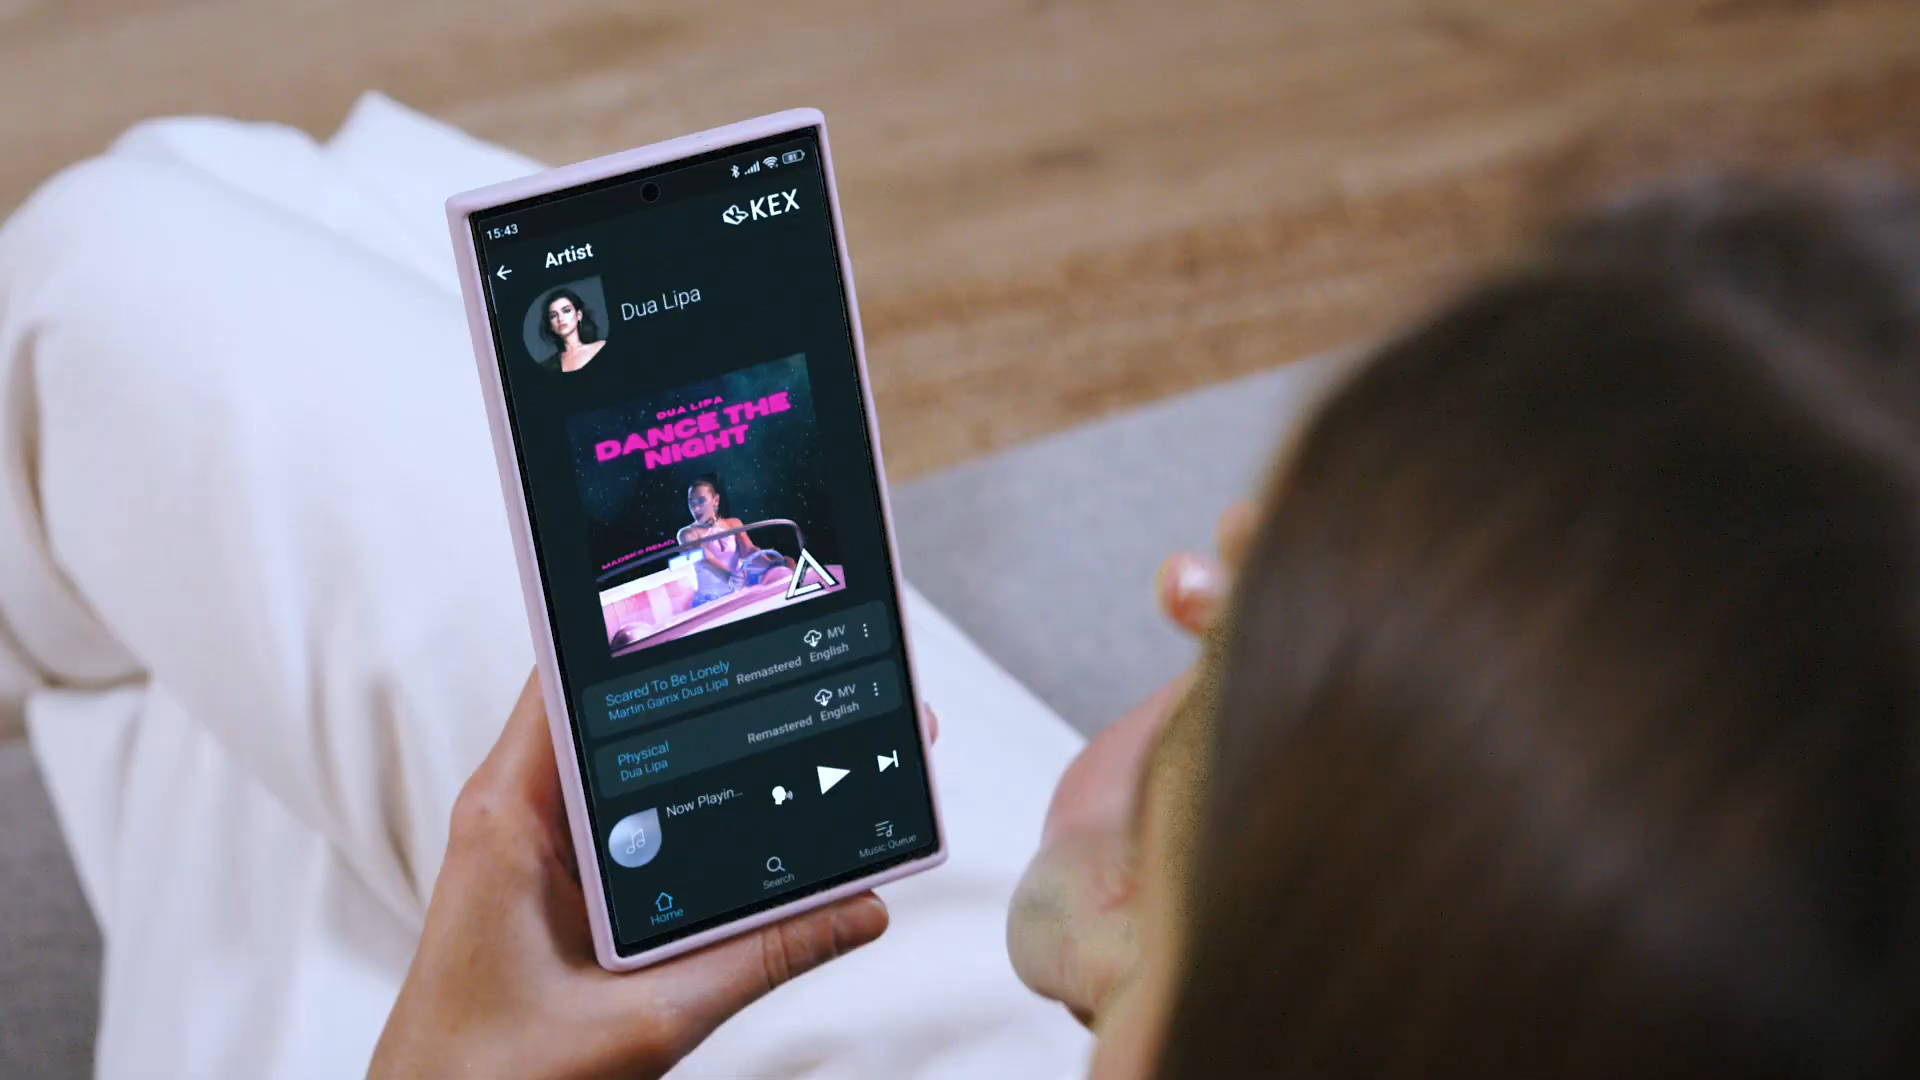 15:43
81
KEX
Artist
Dua Lipa
DUA LIPA
DANCE THE
NIGHT
MV
Scared To Be Lonely
Martin Garrix Dua Lipa
Remastered
English
MV
Physical
Dua Lipa
Remastered
English
Now Playin...
Home
Search
Music Queue